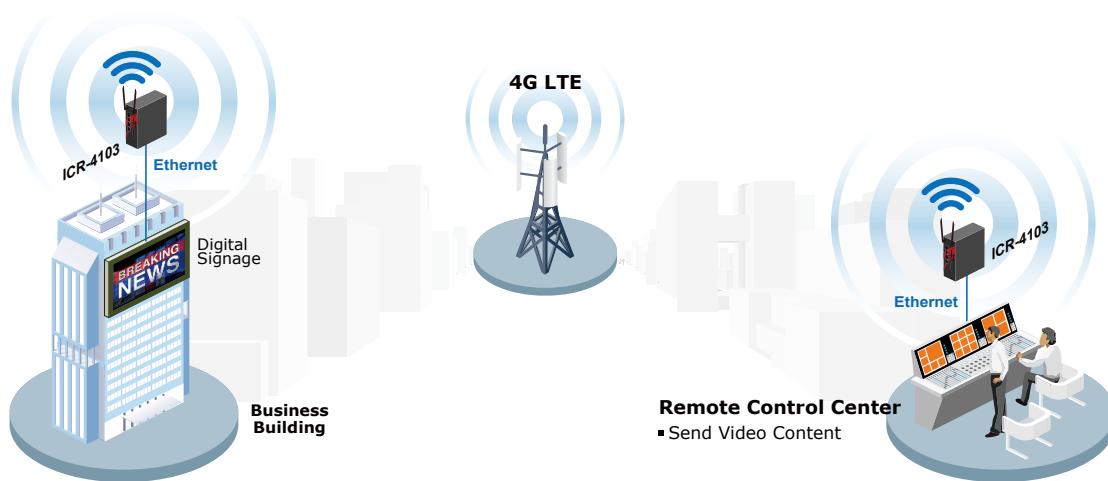 4G LTE
ICR-4103
Ethernet
Digital
Signage
BREAKING
NEWS
Business
Building
ICR-4103
Ethernet
Remote Control Center
▪ Send Video Content